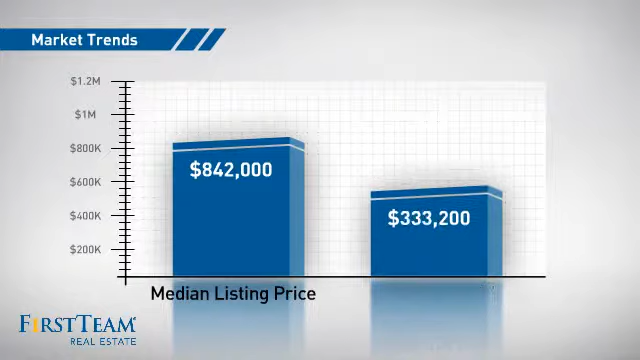 Market Trends
$1.2M
$1M
$800K
$600K
$400K
$200K
$842,000
$333,200
Median Listing Price
FIRSTTEAM®
REAL ESTATE